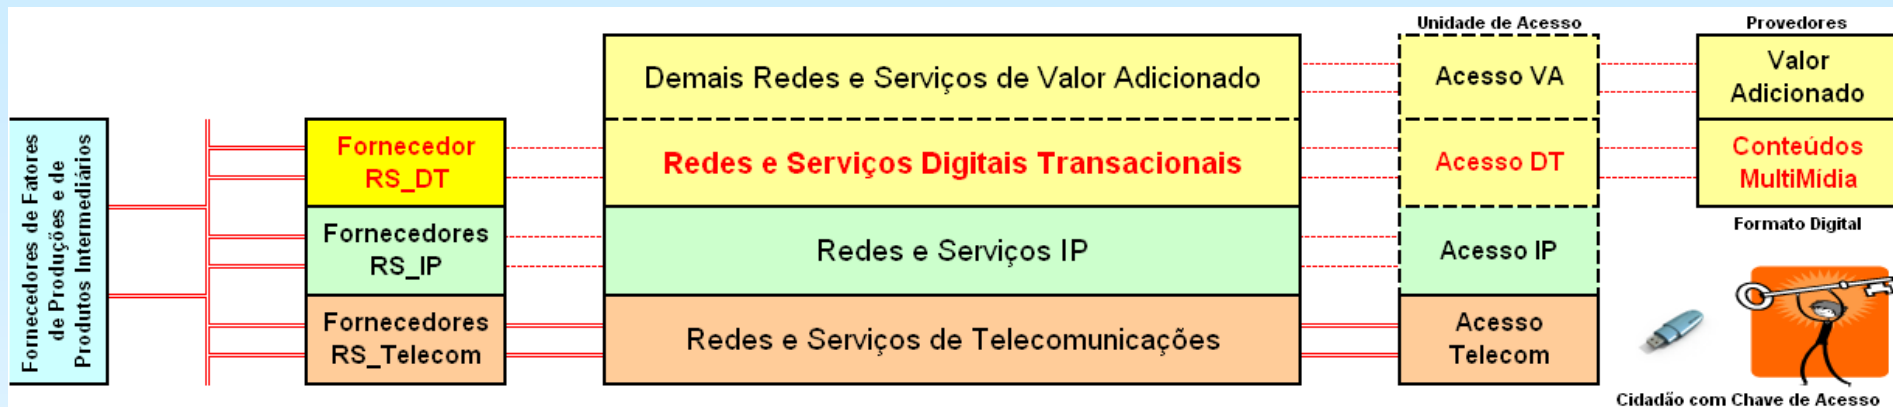 Unidade de Acesso
Provedores
Demais Redes e Serviços de Valor Adicionado
Acesso VA
Valor
Adicionado
Fornecedores de Fatores
de Produções e de
Produtos Intermediários
Fornecedor
RS_DT
Redes e Serviços Digitais Transacionais
Acesso DT
Conteúdos
MultiMídia
Formato Digital
Fornecedores
RS_IP
Redes e Serviços IP
Acesso IP
Fornecedores
RS_Telecom
Redes e Serviços de Telecomunicações
Acesso
Telecom
Cidadão com Chave de Acesso